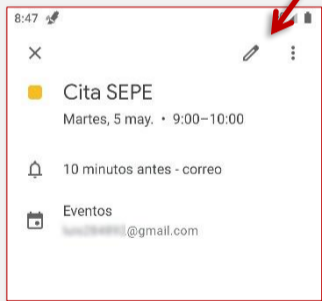 8:47
Cita SEPE
Martes, 5 may. • 9:00–10:00
10 minutos antes - correo
Eventos
@gmail.com